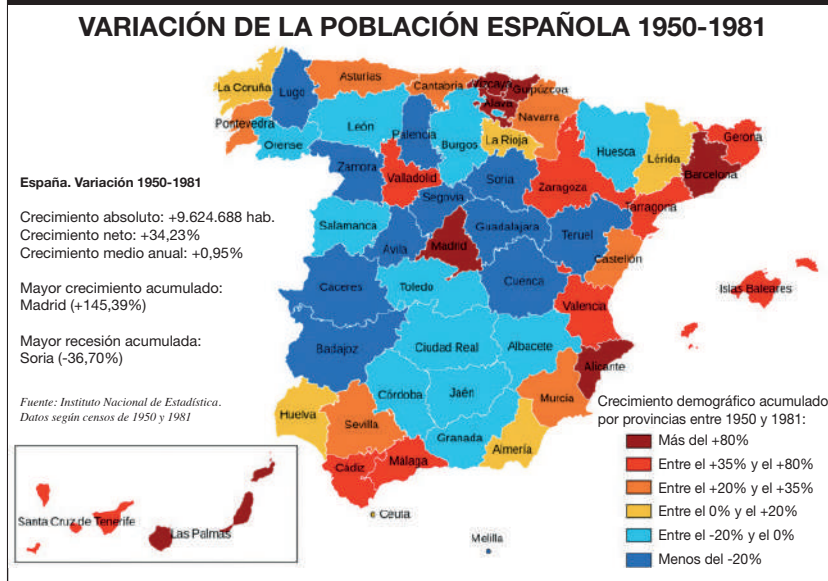 VARIACIÓN DE LA POBLACIÓN ESPAÑOLA 1950-1981
La Coruña
Lugo
Asturias
Cantabria
Vizcaya
Guipúzcoa
Álava
Navarra
Pontevedra
Orense
León
Palencia
Burgos
La Rioja
Huesca
Lérida
Gerona
Barcelona
Zamora
Valladolid
Soria
Zaragoza
Tarragona
Segovia
Salamanca
Ávila
Madrid
Guadalajara
Teruel
Castellón
Cáceres
Toledo
Cuenca
Valencia
Islas Baleares
Badajoz
Ciudad Real
Albacete
Alicante
Córdoba
Jaén
Murcia
Huelva
Sevilla
Granada
Almería
Cádiz
Málaga
Ceuta
Melilla
Santa Cruz de Tenerife
Las Palmas
España. Variación 1950-1981
Crecimiento absoluto: +9.624.688 hab.
Crecimiento neto: +34,23%
Crecimiento medio anual: +0,95%
Mayor crecimiento acumulado:
Madrid (+145,39%)
Mayor recesión acumulada:
Soria (-36,70%)
Fuente: Instituto Nacional de Estadística.
Datos según censos de 1950 y 1981
Crecimiento demográfico acumulado
por provincias entre 1950 y 1981:
Más del +80%
Entre el +35% y el +80%
Entre el +20% y el +35%
Entre el 0% y el +20%
Entre el -20% y el 0%
Menos del -20%